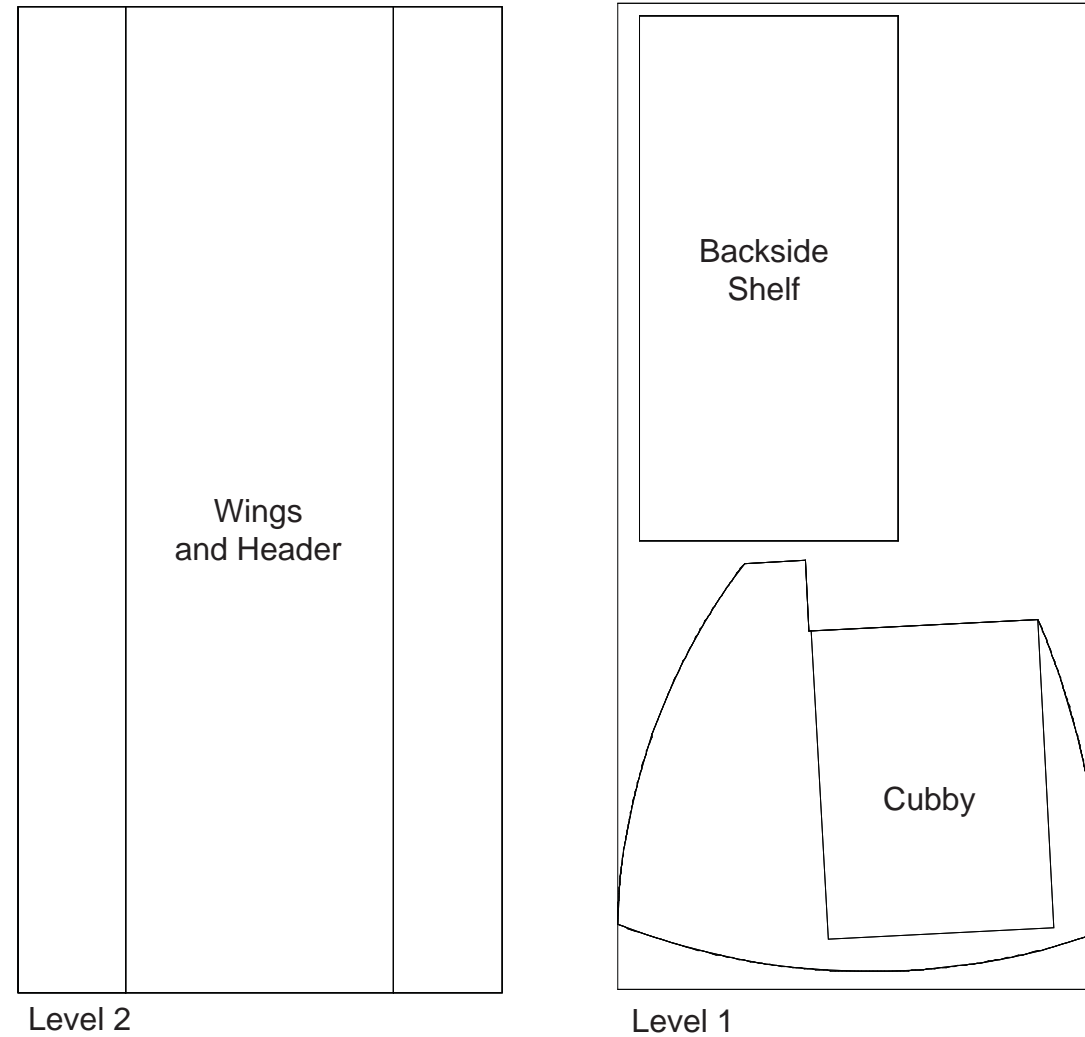 Wings
and Header
Level 2
Backside
Shelf
Cubby
Level 1